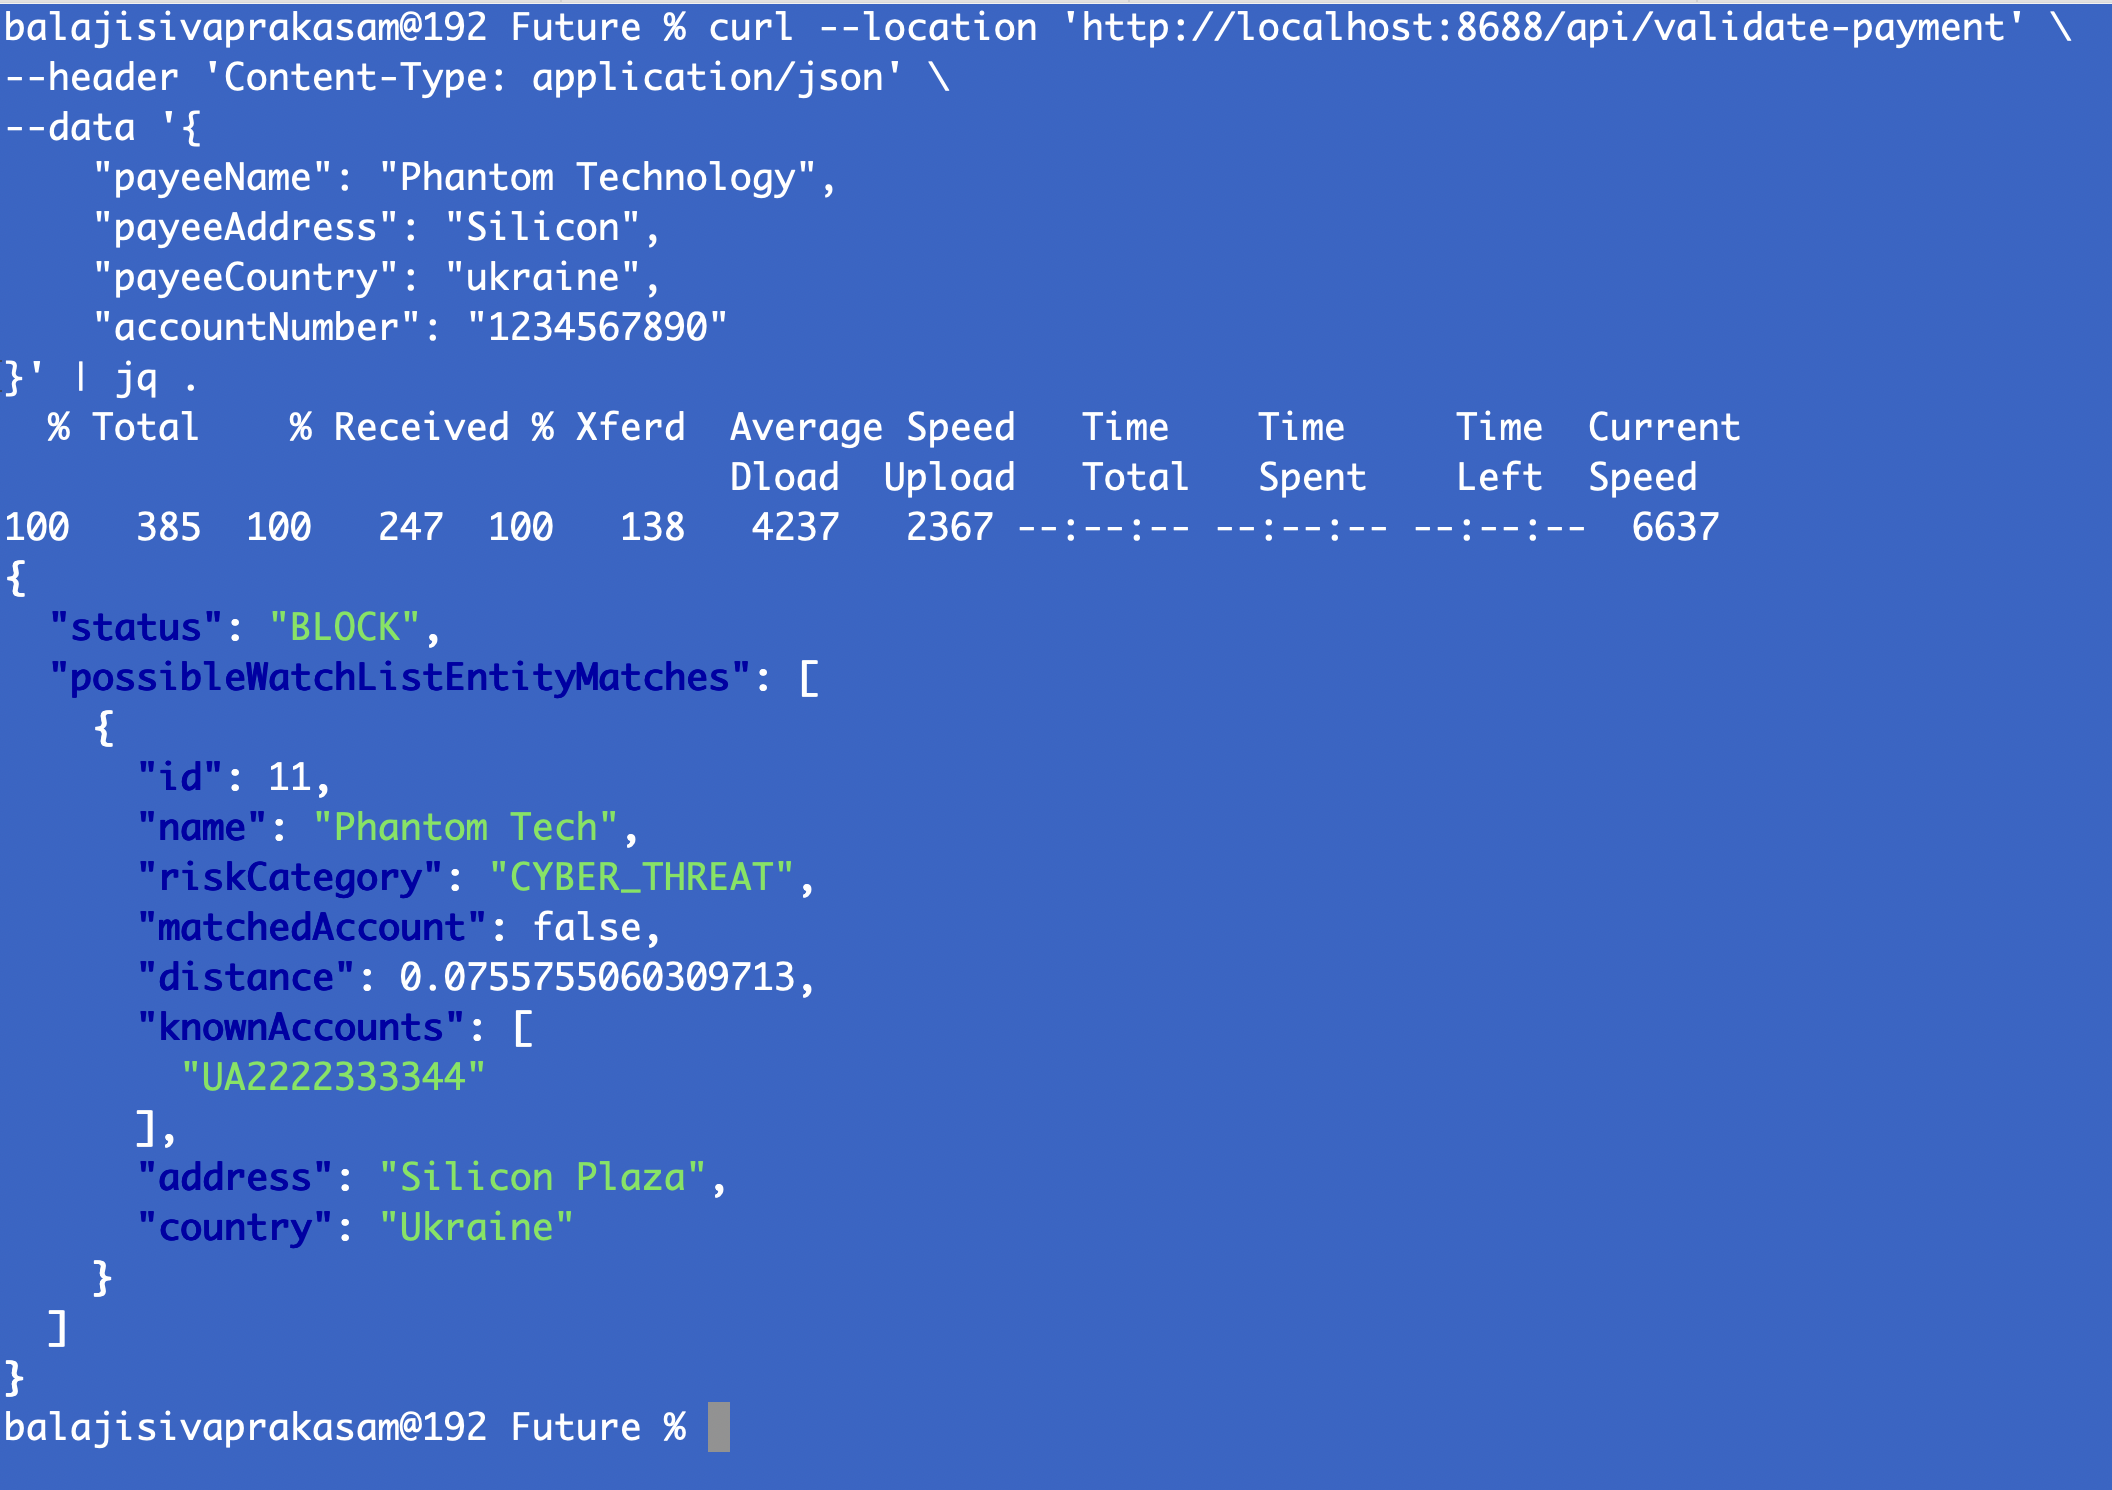 balajisivaprakasam@192 Future % curl --location 'http://localhost:8688/api/validate-payment' \
--header 'Content-Type: application/json' \
--data '{
    "payeeName": "Phantom Technology",
    "payeeAddress": "Silicon",
    "payeeCountry": "ukraine",
    "accountNumber": "1234567890"
}' | jq .
  % Total    % Received % Xferd  Average Speed   Time    Time     Time  Current
                                 Dload  Upload   Total   Spent    Left  Speed
100   385  100   247  100   138   4237   2367 --:--:-- --:--:-- --:--:--  6637
{
  "status": "BLOCK",
  "possibleWatchListEntityMatches": [
    {
      "id": 11,
      "name": "Phantom Tech",
      "riskCategory": "CYBER_THREAT",
      "matchedAccount": false,
      "distance": 0.0755755060309713,
      "knownAccounts": [
        "UA2222333344"
      ],
      "address": "Silicon Plaza",
      "country": "Ukraine"
    }
  ]
}
balajisivaprakasam@192 Future %